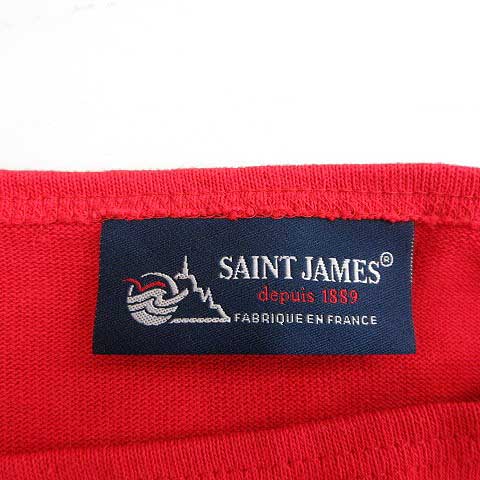 SAINT JAMES®
depuis 1889
FABRIQUE EN FRANCE